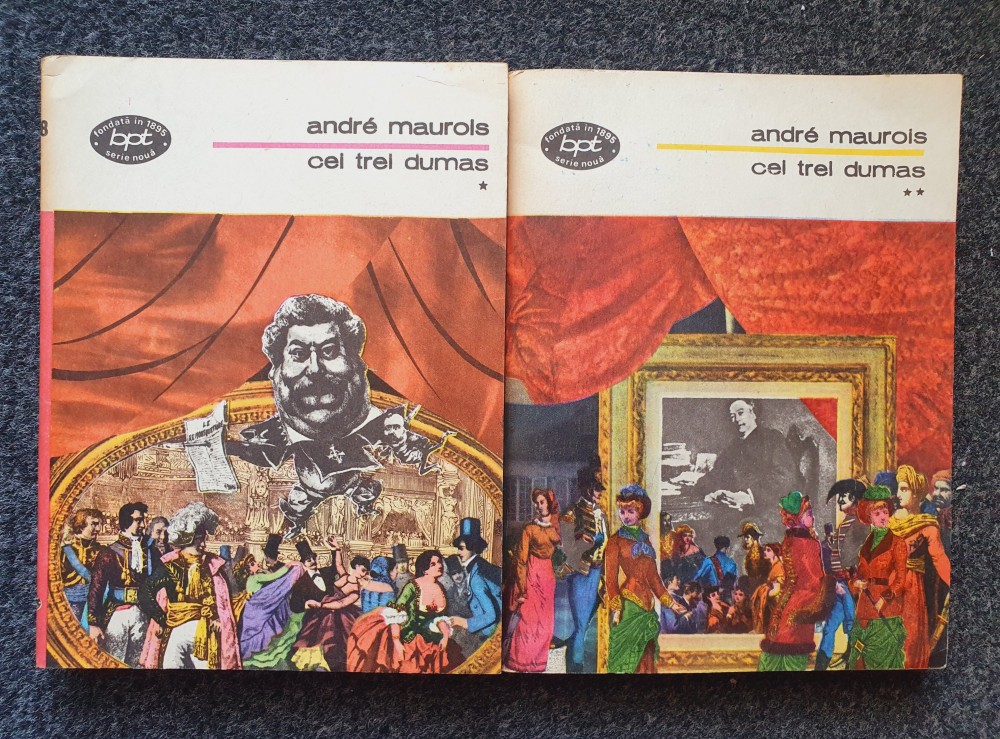 8
fondată în 1895
bpt
serie nouă
andré maurois
cei trei dumas
*
fondată în 1895
bpt
serie nouă
andré maurois
cei trei dumas
**